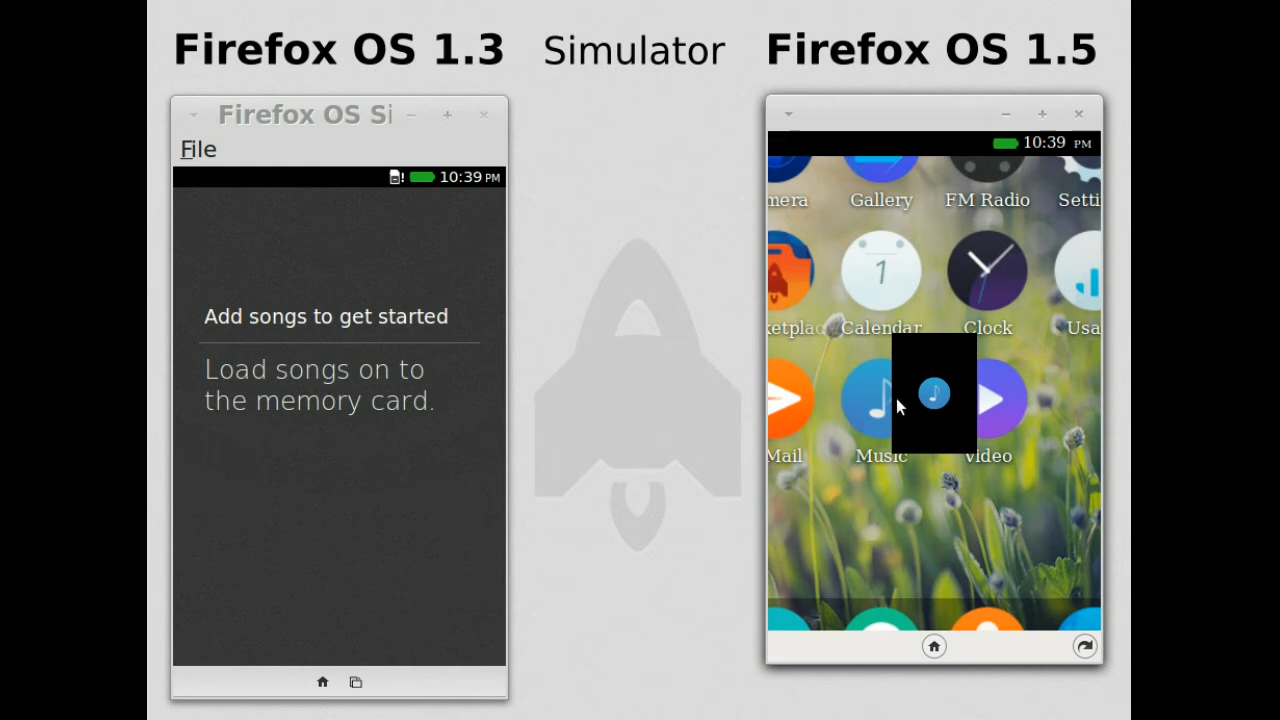 Firefox OS 1.3
Simulator
Firefox OS 1.5
Firefox OS Si
File
10:39 PM
Add songs to get started
Load songs on to
the memory card.
10:39 PM
mera
Gallery
FM Radio
Setti
1
ketplac
Calendar
Clock
Usa
Mail
Music
Video